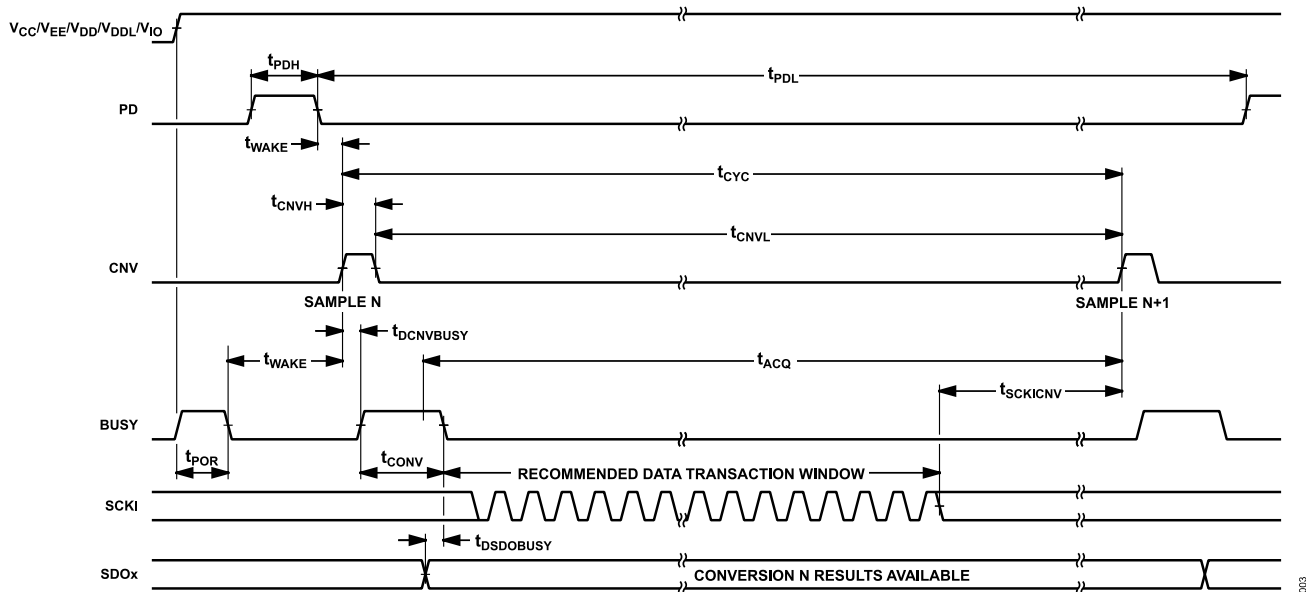 VCC/VEE/VDD/VDDL/VIO
tPDH
tPDL
PD
tWAKE
tCYC
tCNVH
tCNVL
CNV
SAMPLE N
SAMPLE N+1
tDCNVBUSY
tWAKE
tACQ
tSCKICNV
BUSY
tPOR
tCONV
RECOMMENDED DATA TRANSACTION WINDOW
SCKI
tDSDOBUSY
SDOx
CONVERSION N RESULTS AVAILABLE
003